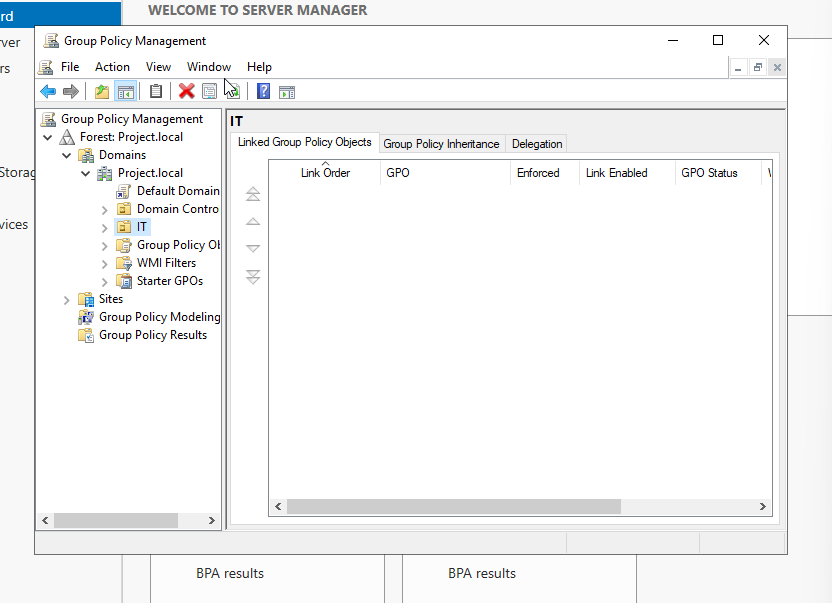 rd
WELCOME TO SERVER MANAGER
ver
rs
Storag
vices
Group Policy Management
File Action View Window Help
Group Policy Management
Forest: Project.local
Domains
Project.local
Default Domain
Domain Contro
IT
Group Policy Ob
WMI Filters
Starter GPOs
Sites
Group Policy Modeling
Group Policy Results
IT
Linked Group Policy Objects Group Policy Inheritance Delegation
Link Order GPO Enforced Link Enabled GPO Status
BPA results BPA results